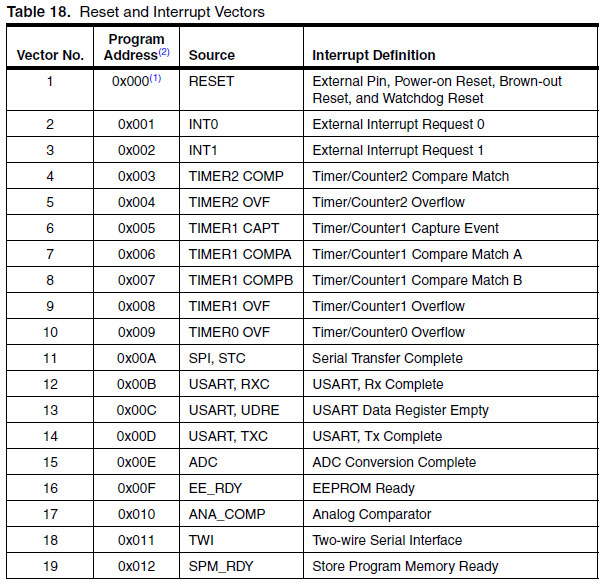 Table 18. Reset and Interrupt Vectors
Vector No. Program Address(2) Source Interrupt Definition
1 0x000(1) RESET External Pin, Power-on Reset, Brown-out
Reset, and Watchdog Reset
2 0x001 INT0 External Interrupt Request 0
3 0x002 INT1 External Interrupt Request 1
4 0x003 TIMER2 COMP Timer/Counter2 Compare Match
5 0x004 TIMER2 OVF Timer/Counter2 Overflow
6 0x005 TIMER1 CAPT Timer/Counter1 Capture Event
7 0x006 TIMER1 COMPA Timer/Counter1 Compare Match A
8 0x007 TIMER1 COMPB Timer/Counter1 Compare Match B
9 0x008 TIMER1 OVF Timer/Counter1 Overflow
10 0x009 TIMER0 OVF Timer/Counter0 Overflow
11 0x00A SPI, STC Serial Transfer Complete
12 0x00B USART, RXC USART, Rx Complete
13 0x00C USART, UDRE USART Data Register Empty
14 0x00D USART, TXC USART, Tx Complete
15 0x00E ADC ADC Conversion Complete
16 0x00F EE_RDY EEPROM Ready
17 0x010 ANA_COMP Analog Comparator
18 0x011 TWI Two-wire Serial Interface
19 0x012 SPM_RDY Store Program Memory Ready